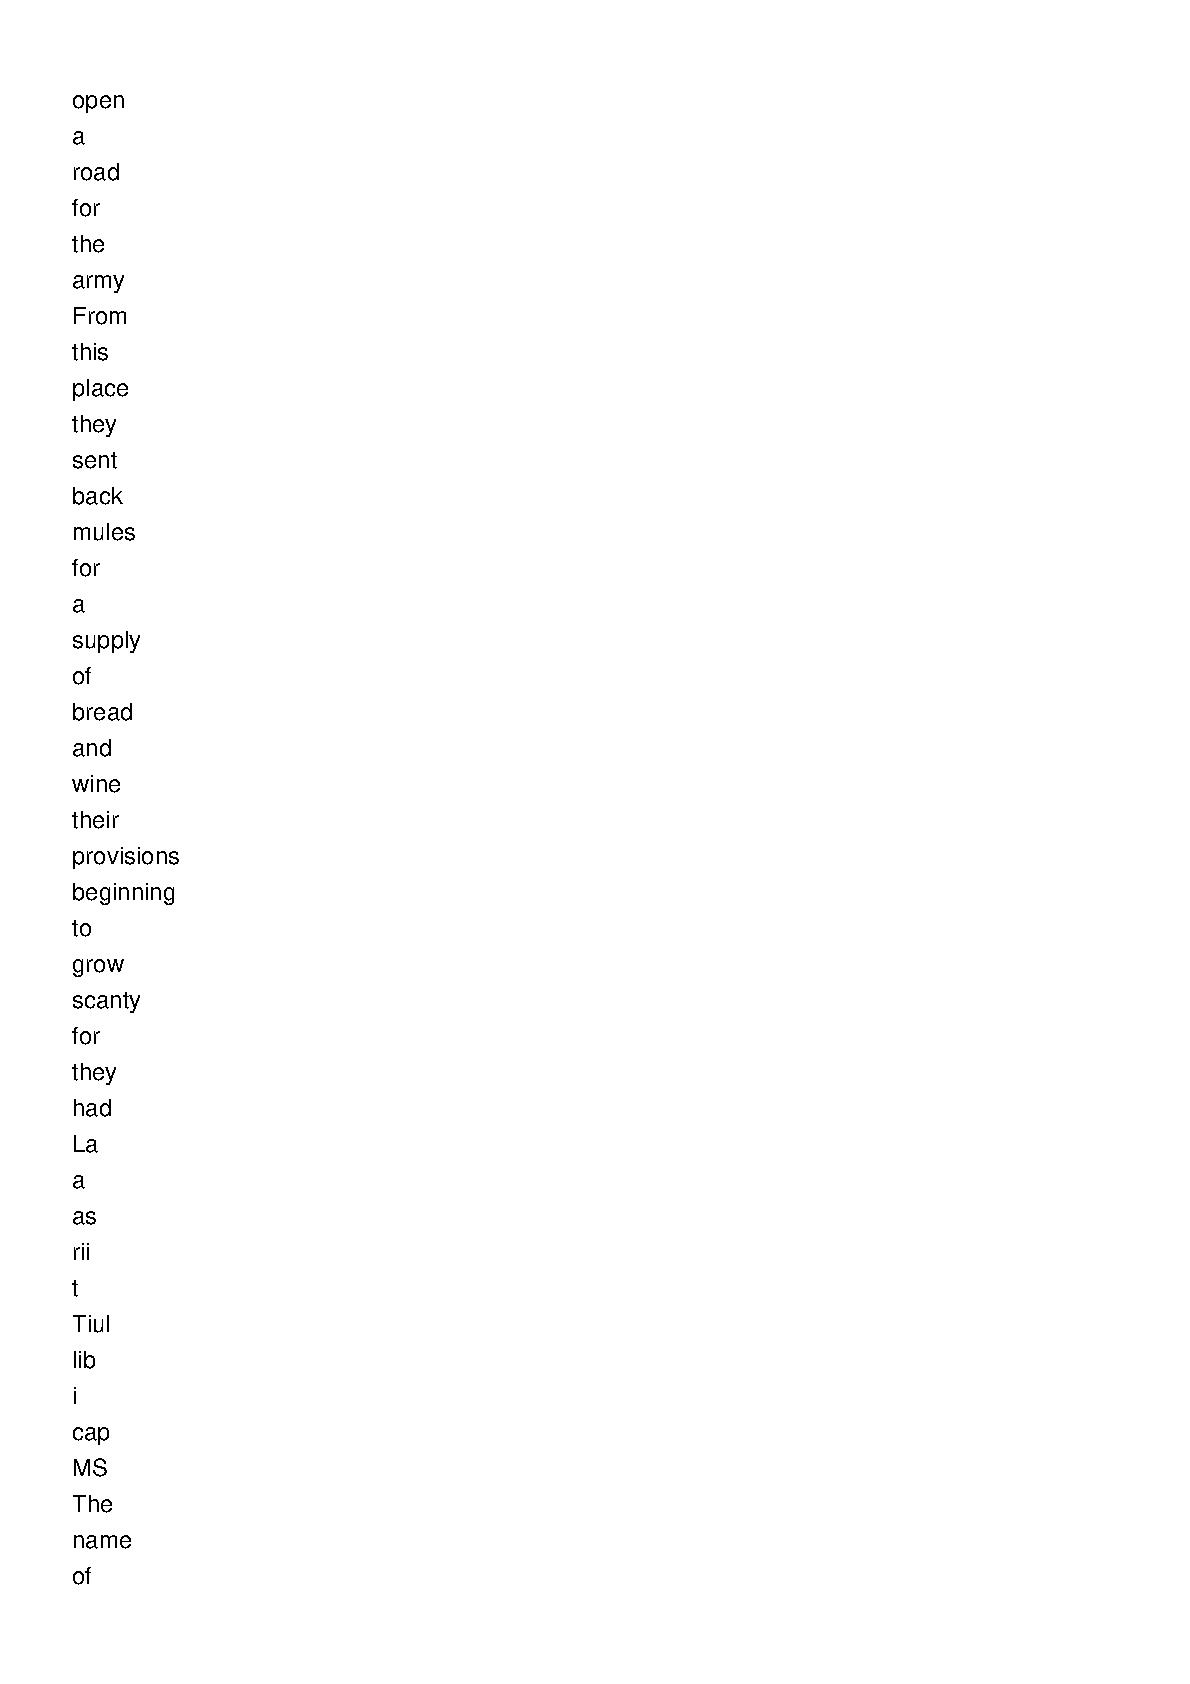 open
a
road
for
the
army
From
this
place
they
sent
back
mules
for
a
supply
of
bread
and
wine
their
provisions
beginning
to
grow
scanty
for
they
had
La
a
as
rii
t
Tiul
lib
i
cap
MS
The
name
of